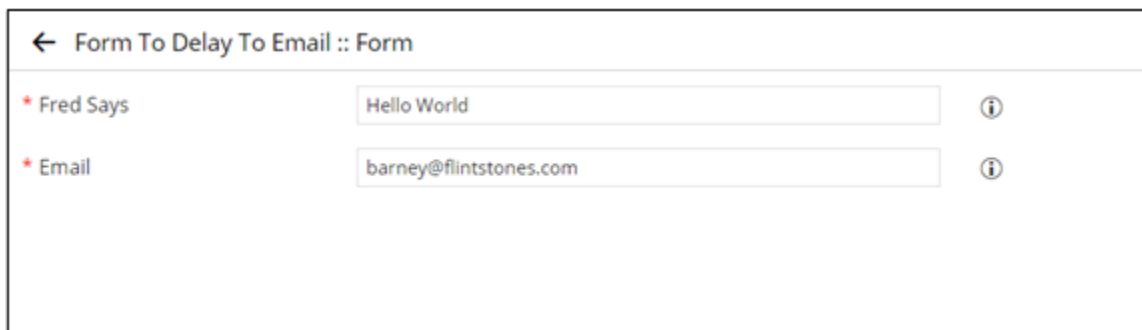 Form To Delay To Email :: Form
* Fred Says Hello World
* Email barney@flintstones.com